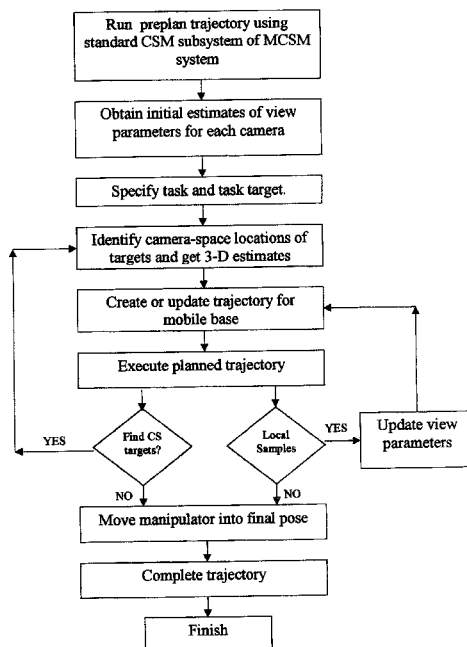 Run preplan trajectory using
standard CSM subsystem of MCSM
system
Obtain initial estimates of view
parameters for each camera
Specify task and task target.
Identify camera-space locations of
targets and get 3-D estimates
Create or update trajectory for
mobile base
Execute planned trajectory
YES
Find CS
targets?
Local
Samples
YES
Update view
parameters
NO
NO
Move manipulator into final pose
Complete trajectory
Finish